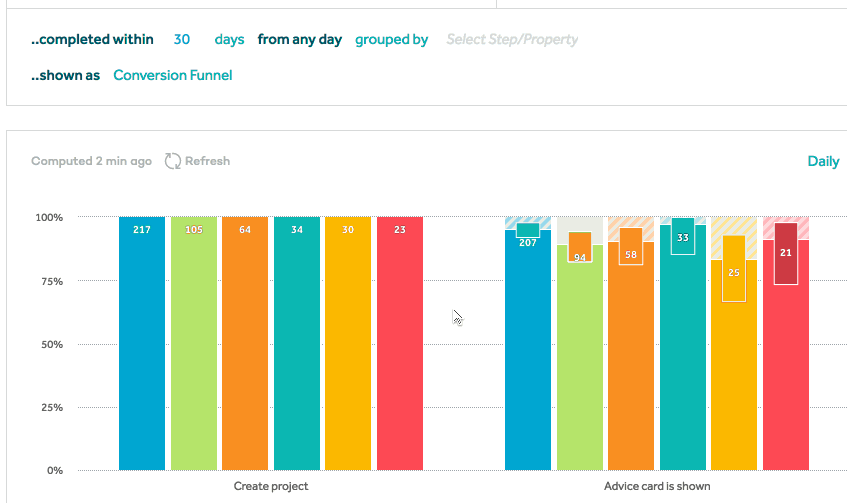 ..completed within 30 days from any day grouped by Select Step/Property
..shown as Conversion Funnel
Computed 2 min ago Refresh Daily
100%
217 105 64 34 30 23
207 94 58 33 25 21
75%
50%
25%
0%
Create project Advice card is shown